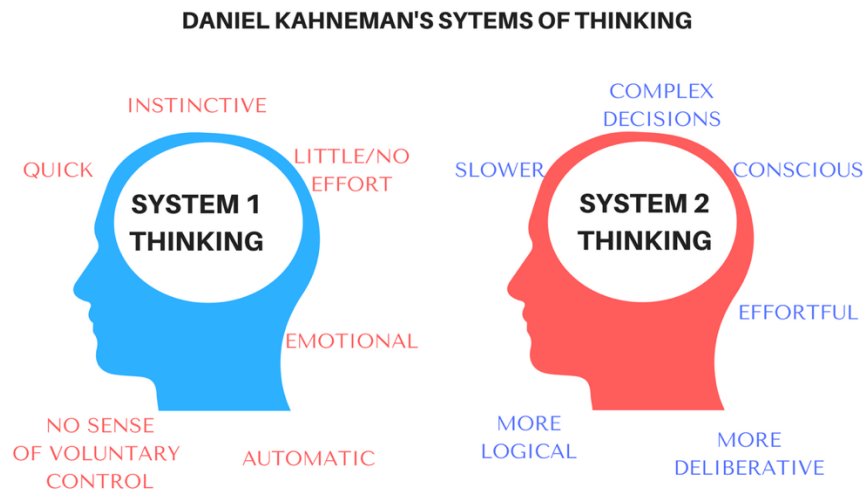 DANIEL KAHNEMAN'S SYTEMS OF THINKING
INSTINCTIVE
QUICK
LITTLE/NO
EFFORT
SYSTEM 1
THINKING
EMOTIONAL
NO SENSE
OF VOLUNTARY
CONTROL
AUTOMATIC
COMPLEX
DECISIONS
SLOWER
CONSCIOUS
SYSTEM 2
THINKING
EFFORTFUL
MORE
LOGICAL
MORE
DELIBERATIVE